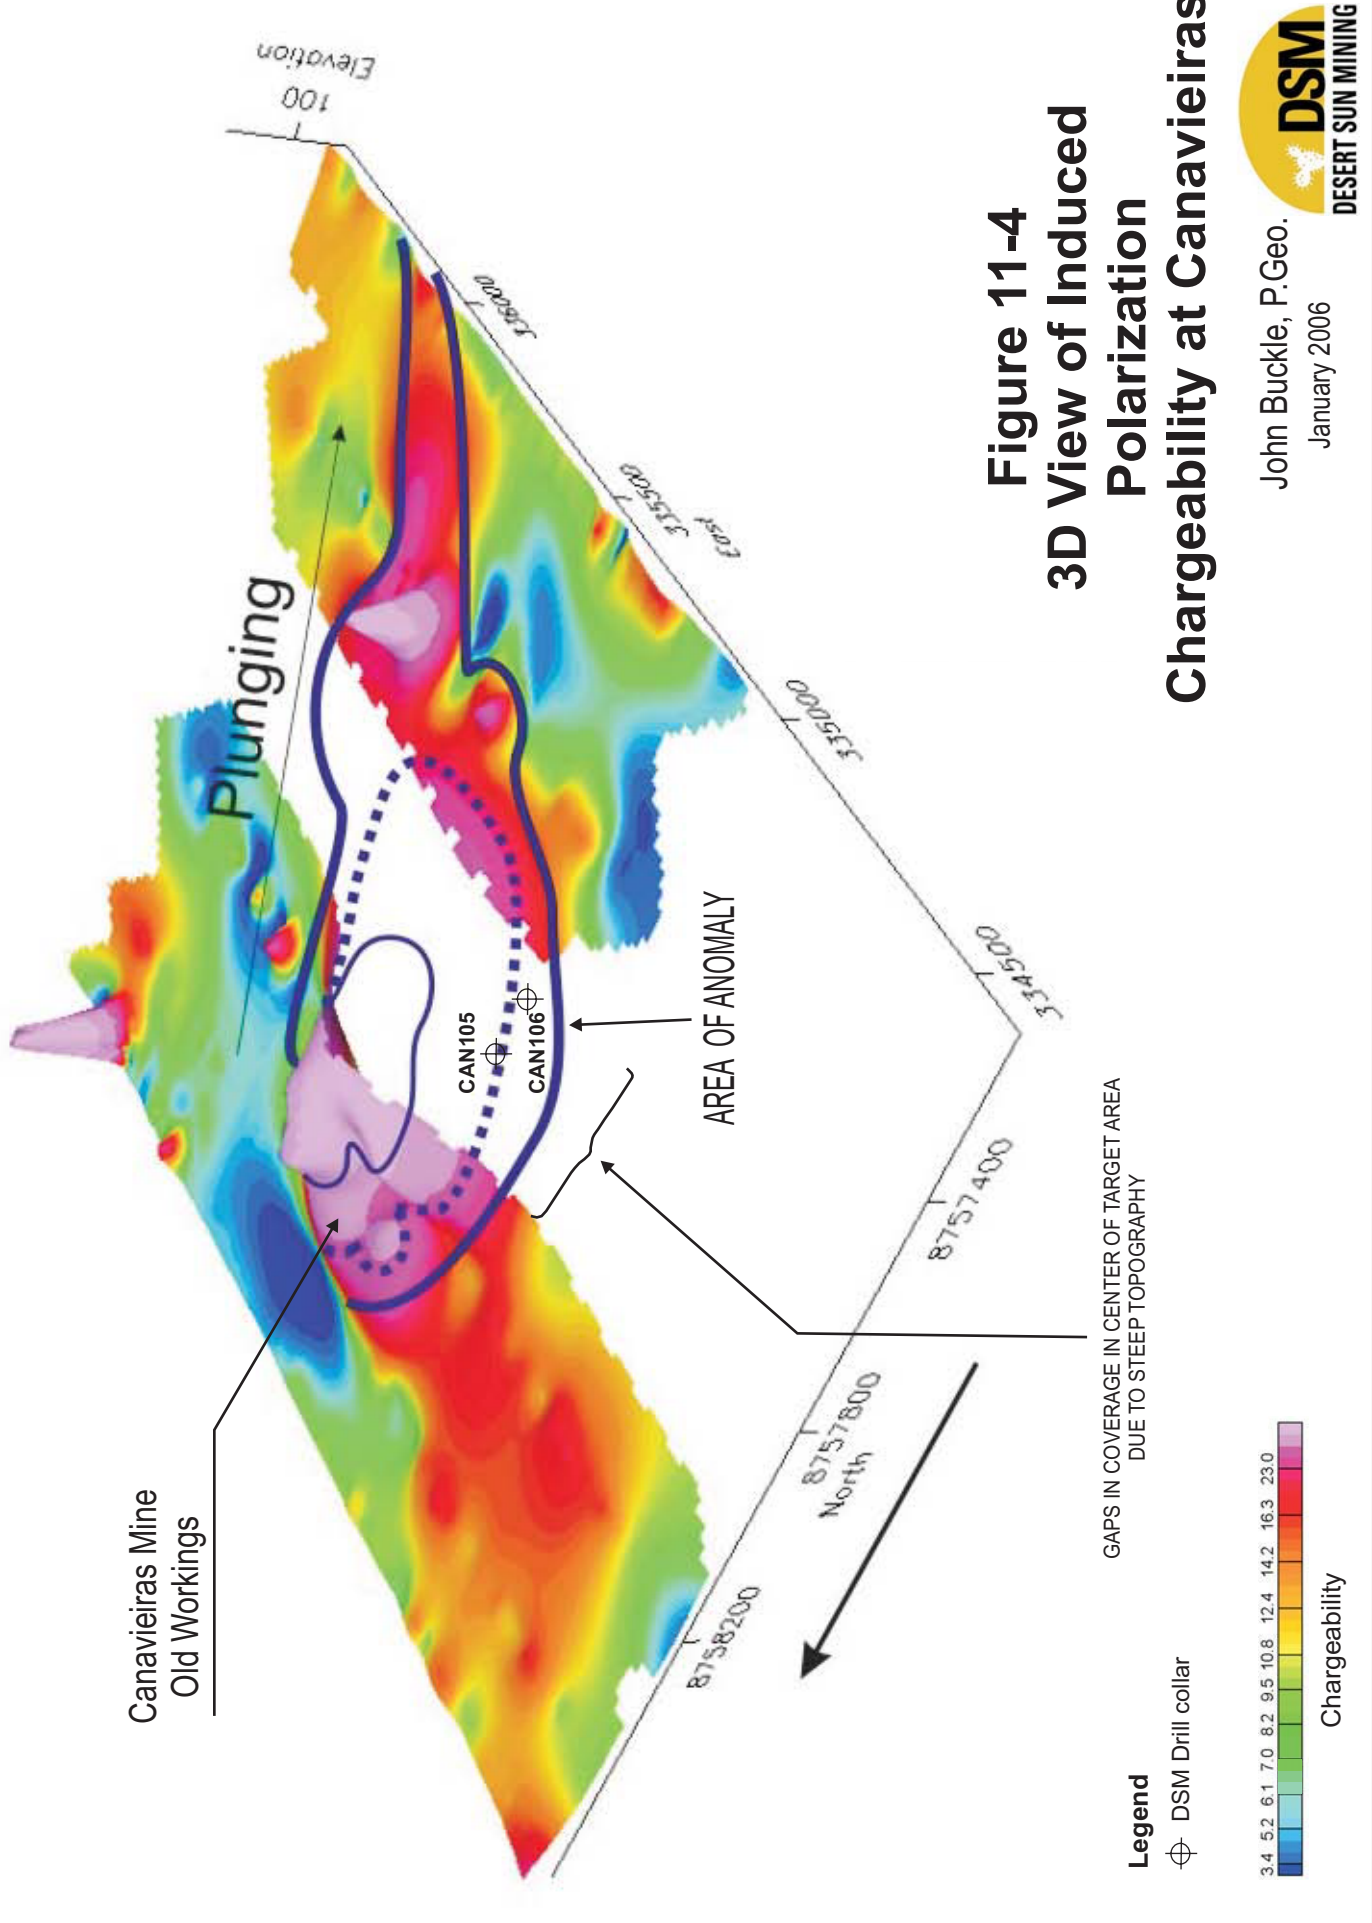 Elevation
100
Plunging
336000
335500
East
335000
334500
Canavieiras Mine
Old Workings
CAN105
CAN106
AREA OF ANOMALY
8757400
8757800
North
8758200
GAPS IN COVERAGE IN CENTER OF TARGET AREA
DUE TO STEEP TOPOGRAPHY
Legend
DSM Drill collar
3.4 5.2 6.1 7.0 8.2 9.5 10.8 12.4 14.2 16.3 23.0
Chargeability
Figure 11-4
3D View of Induced
Polarization
Chargeability at Canavieiras
John Buckle, P.Geo.
January 2006
DSM
DESERT SUN MINING